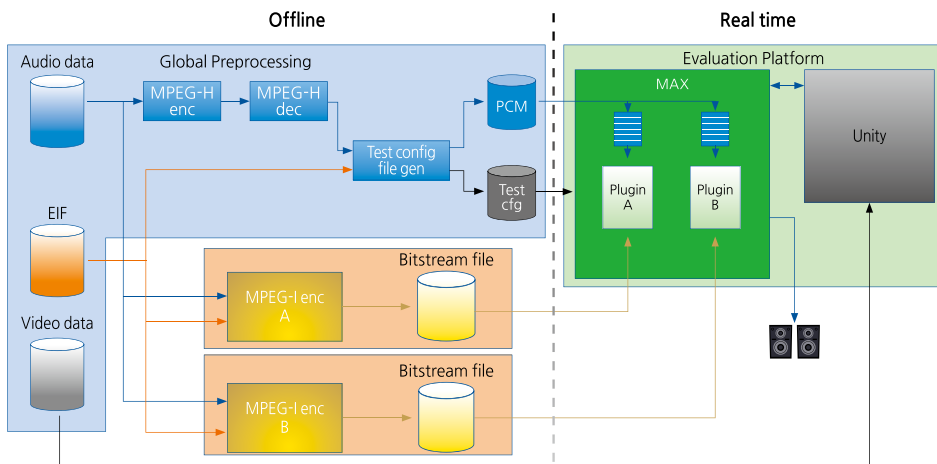 Offline
Real time
Audio data
Global Preprocessing
Evaluation Platform
MPEG-H
enc
MPEG-H
dec
PCM
MAX
Unity
Test config
file gen
Test
cfg
Plugin
A
Plugin
B
EIF
Bitstream file
MPEG-I enc
A
Video data
Bitstream file
MPEG-I enc
B